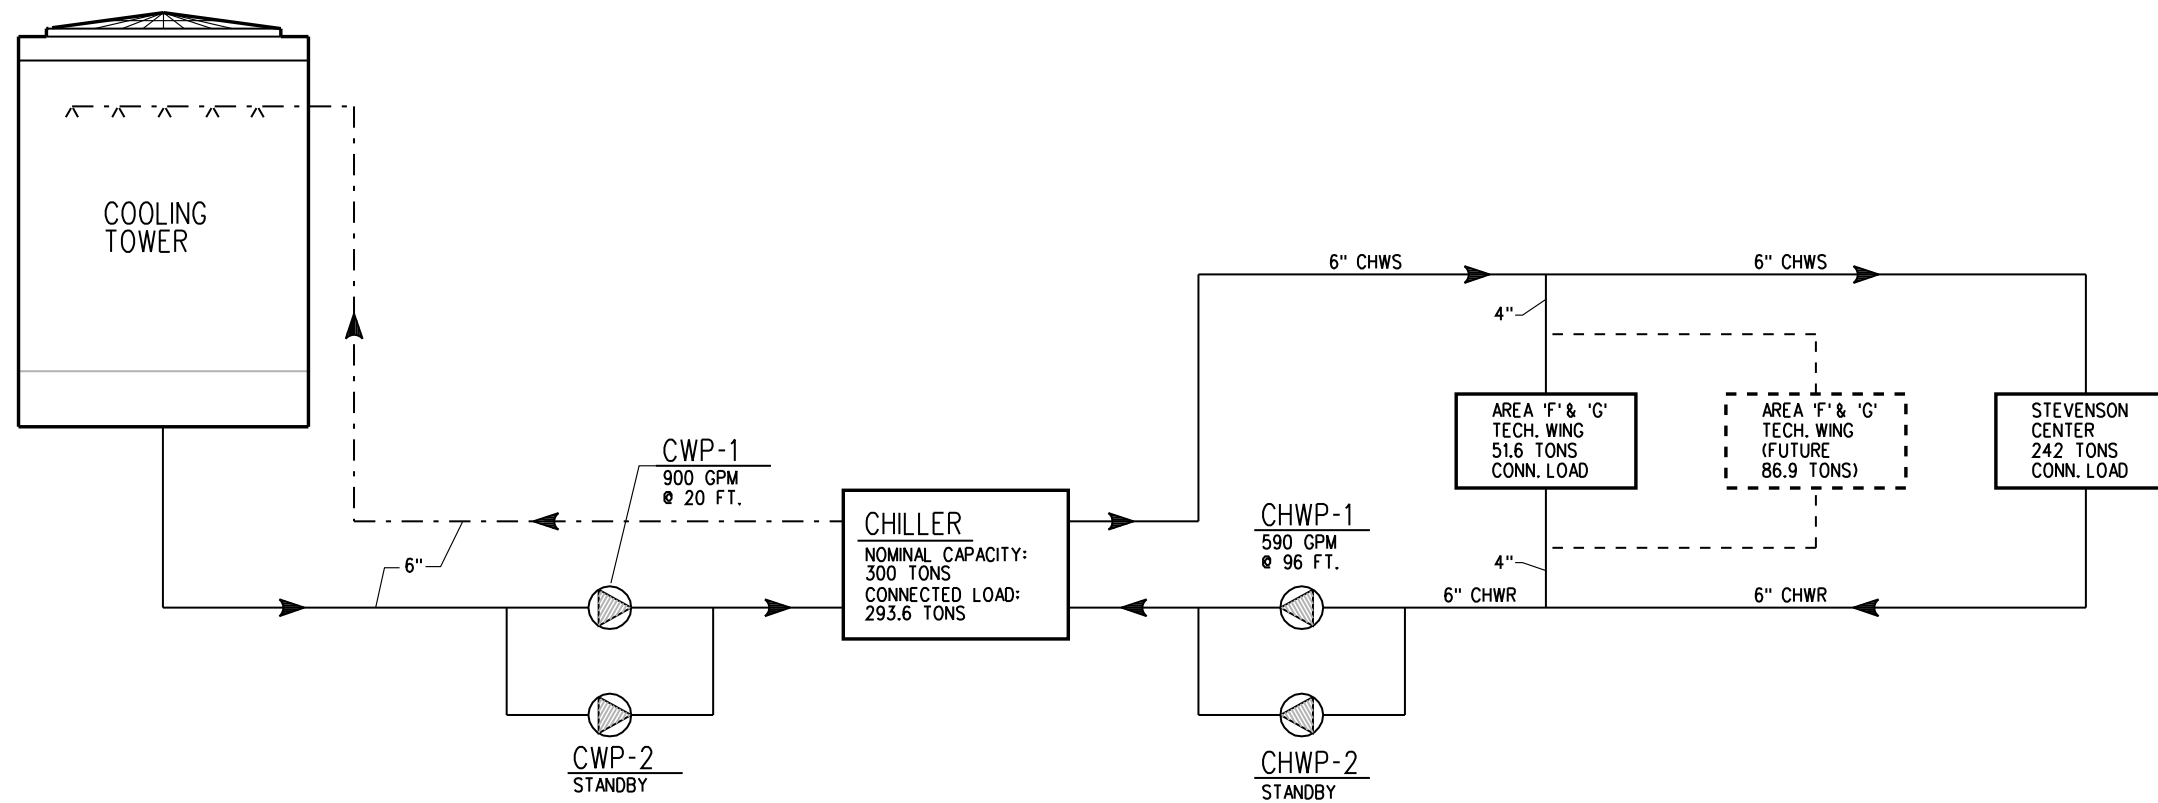 COOLING
TOWER
6" CHWS
6" CHWS
4"
AREA 'F' & 'G'
TECH. WING
51.6 TONS
CONN. LOAD
AREA 'F' & 'G'
TECH. WING
(FUTURE
86.9 TONS)
STEVENSON
CENTER
242 TONS
CONN. LOAD
CWP-1
900 GPM
@ 20 FT.
6"
CHILLER
NOMINAL CAPACITY:
300 TONS
CONNECTED LOAD:
293.6 TONS
CHWP-1
590 GPM
@ 96 FT.
4"
6" CHWR
6" CHWR
CWP-2
STANDBY
CHWP-2
STANDBY